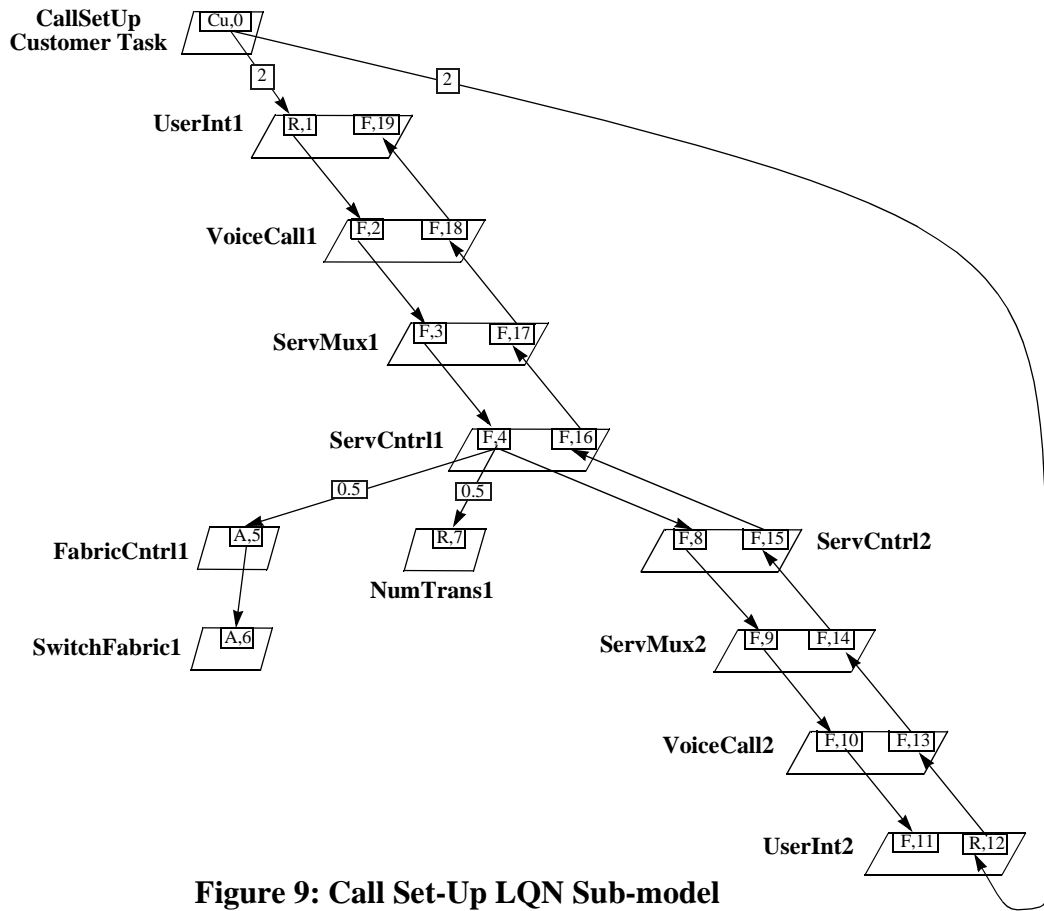 CallSetUp
Customer Task
Cu,0
2
2
UserInt1
R,1
F,19
VoiceCall1
F,2
F,18
ServMux1
F,3
F,17
ServCntrl1
F,4
F,16
0.5
0.5
FabricCntrl1
A,5
R,7
NumTrans1
F,8
F,15
ServCntrl2
SwitchFabric1
A,6
ServMux2
F,9
F,14
VoiceCall2
F,10
F,13
UserInt2
F,11
R,12
Figure 9: Call Set-Up LQN Sub-model